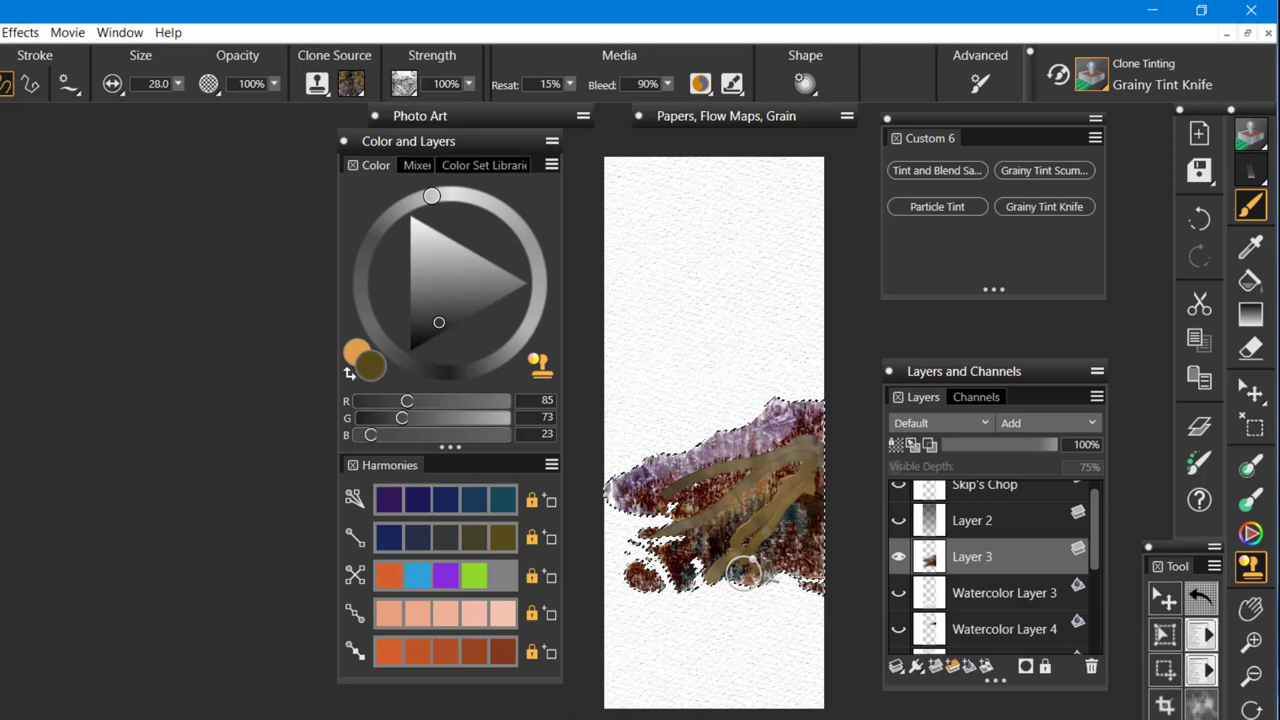 Effects Movie Window Help
Stroke Size Opacity Clone Source Strength Media Shape Advanced
28.0 100% 100% Resat: 15% Bleed: 90%
Clone Tinting
Grainy Tint Knife
Photo Art
Papers, Flow Maps, Grain
Color and Layers
Color Mixer Color Set Librarie
R 85
G 73
B 23
Harmonies
Custom 6
Tint and Blend Sa... Grainy Tint Scum...
Particle Tint Grainy Tint Knife
Layers and Channels
Layers Channels
Default Add
100%
Visible Depth: 75%
Skip's Chop
Layer 2
Layer 3
Watercolor Layer 3
Watercolor Layer 4
Tool